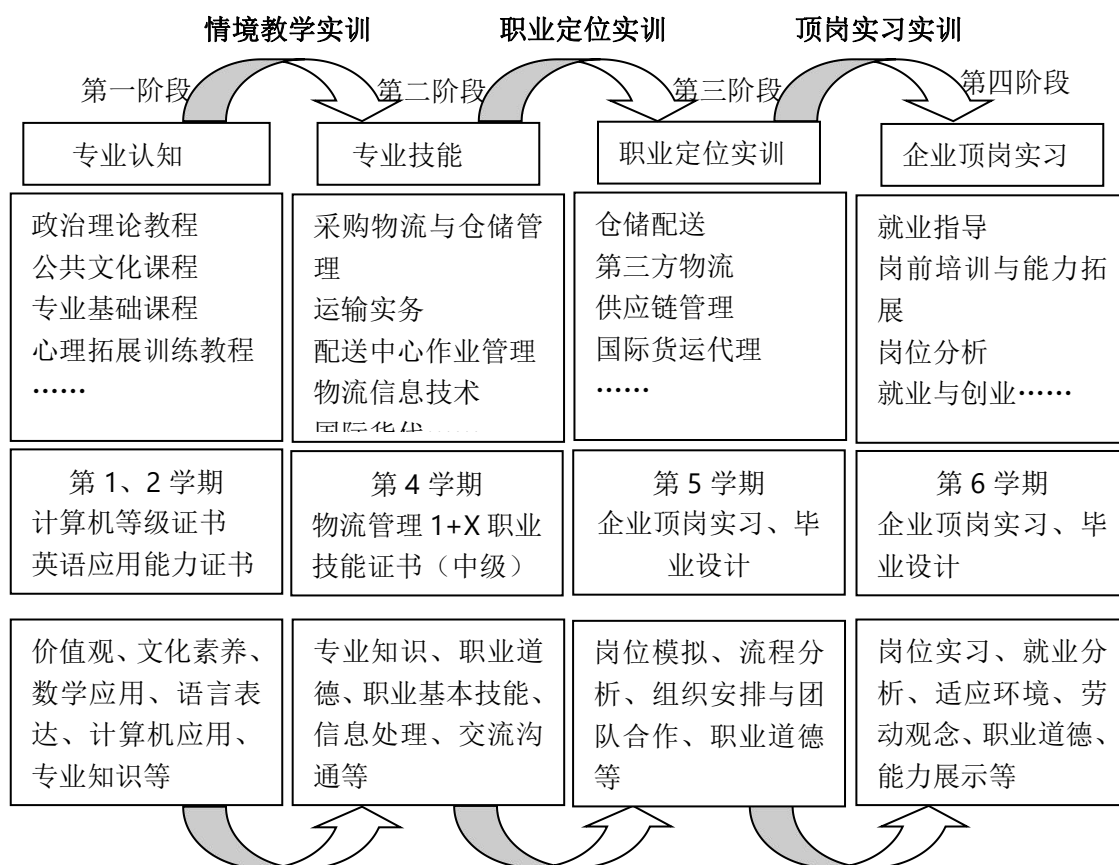 情境教学实训
职业定位实训
顶岗实习实训
第一阶段
第二阶段
第三阶段
第四阶段
专业认知
专业技能
职业定位实训
企业顶岗实习
政治理论教程
公共文化课程
专业基础课程
心理拓展训练教程
……
采购物流与仓储管
理
运输实务
配送中心作业管理
物流信息技术
国际货代……
仓储配送
第三方物流
供应链管理
国际货运代理
……
就业指导
岗前培训与能力拓
展
岗位分析
就业与创业……
第 1、2 学期
计算机等级证书
英语应用能力证书
第 4 学期
物流管理 1+X 职业
技能证书（中级）
第 5 学期
企业顶岗实习、毕
业设计
第 6 学期
企业顶岗实习、毕
业设计
价值观、文化素养、
数学应用、语言表
达、计算机应用、
专业知识等
专业知识、职业道
德、职业基本技能、
信息处理、交流沟
通等
岗位模拟、流程分
析、组织安排与团
队合作、职业道德
等
岗位实习、就业分
析、适应环境、劳
动观念、职业道德、
能力展示等